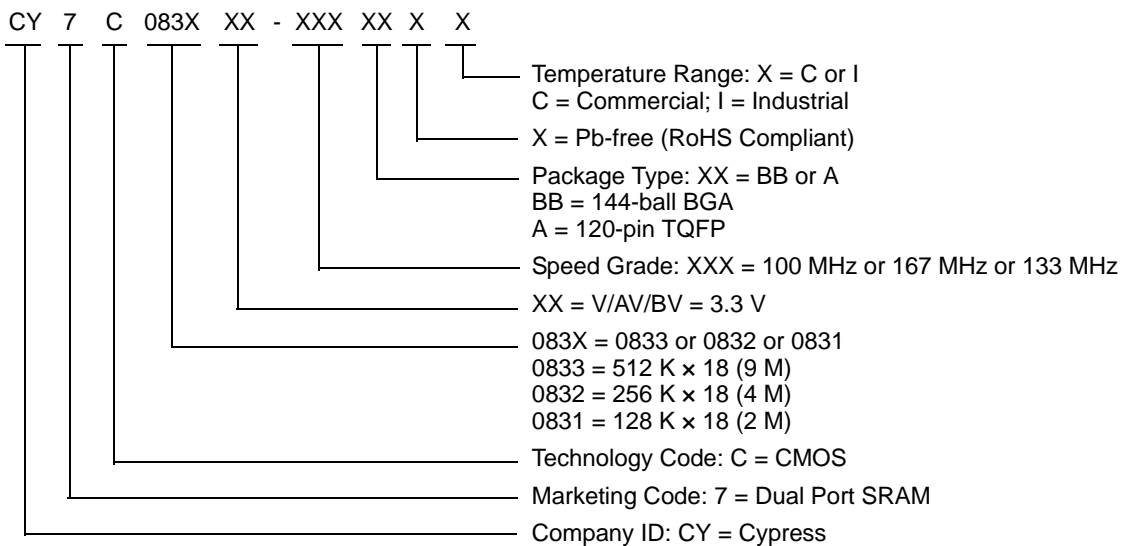 CY 7 C 083X XX - XXX XX X X
Temperature Range: X = C or I
C = Commercial; I = Industrial
X = Pb-free (RoHS Compliant)
Package Type: XX = BB or A
BB = 144-ball BGA
A = 120-pin TQFP
Speed Grade: XXX = 100 MHz or 167 MHz or 133 MHz
XX = V/AV/BV = 3.3 V
083X = 0833 or 0832 or 0831
0833 = 512 K × 18 (9 M)
0832 = 256 K × 18 (4 M)
0831 = 128 K × 18 (2 M)
Technology Code: C = CMOS
Marketing Code: 7 = Dual Port SRAM
Company ID: CY = Cypress